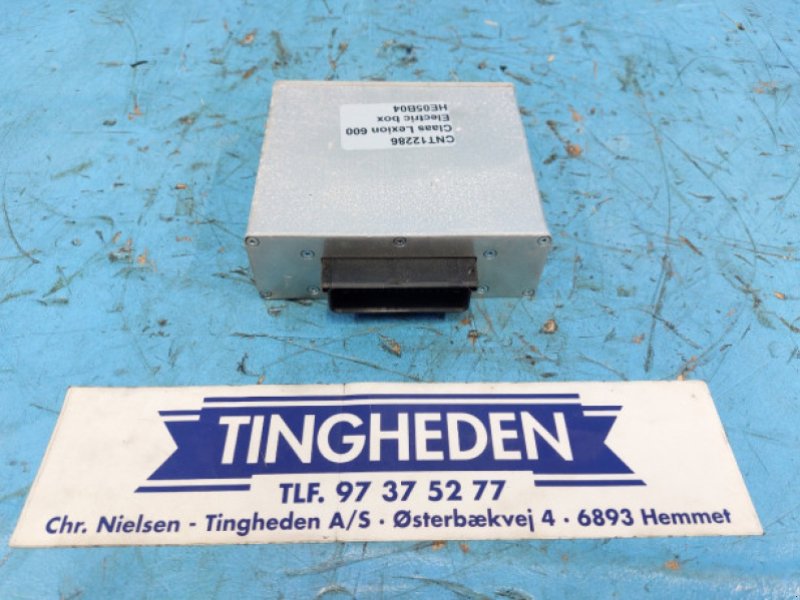 CNT12286
Claas Lexion 600
Electric box
HE05B04
TINGHEDEN
TLF. 97 37 52 77
Chr. Nielsen - Tingheden A/S · Østerbækvej 4 · 6893 Hemmet